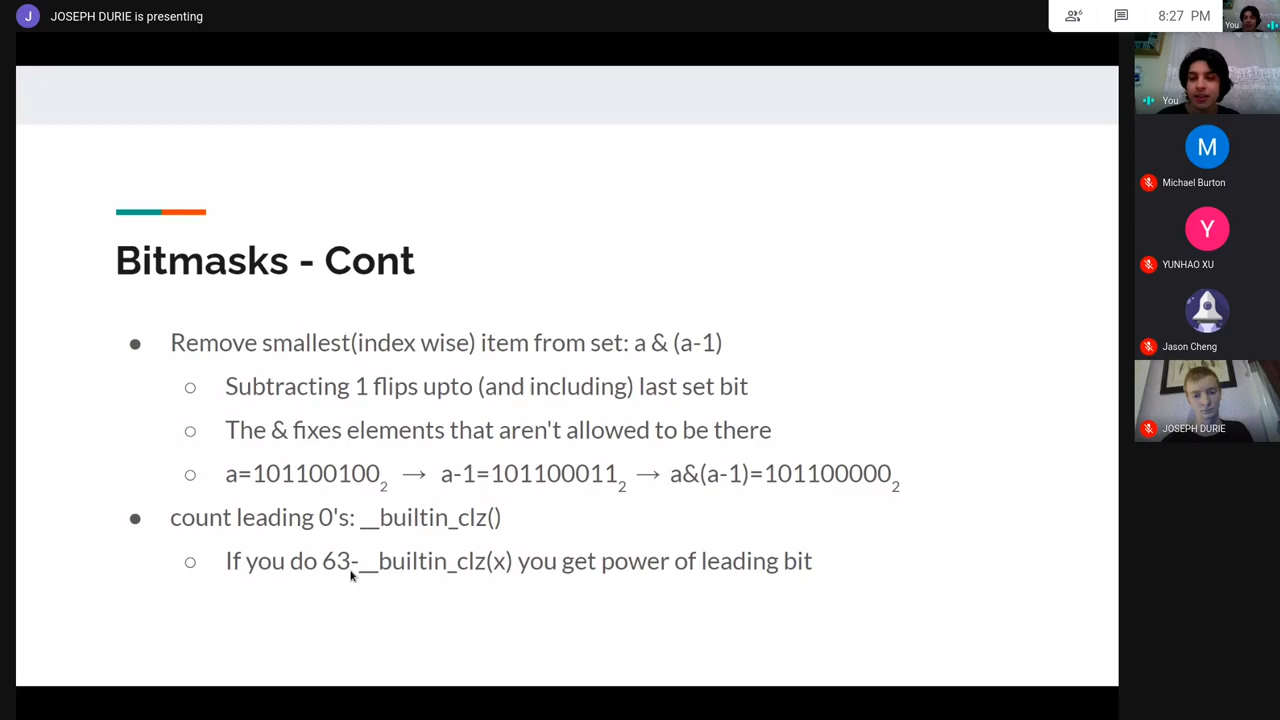 J JOSEPH DURIE is presenting
6
8:27 PM
You
You
M
Michael Burton
Y
YUNHAO XU
Jason Cheng
JOSEPH DURIE
Bitmasks - Cont
● Remove smallest(index wise) item from set: a & (a-1)
○ Subtracting 1 flips upto (and including) last set bit
○ The & fixes elements that aren't allowed to be there
○ a=101100100₂ → a-1=101100011₂ → a&(a-1)=101100000₂
● count leading 0's: __builtin_clz()
○ If you do 63-__builtin_clz(x) you get power of leading bit